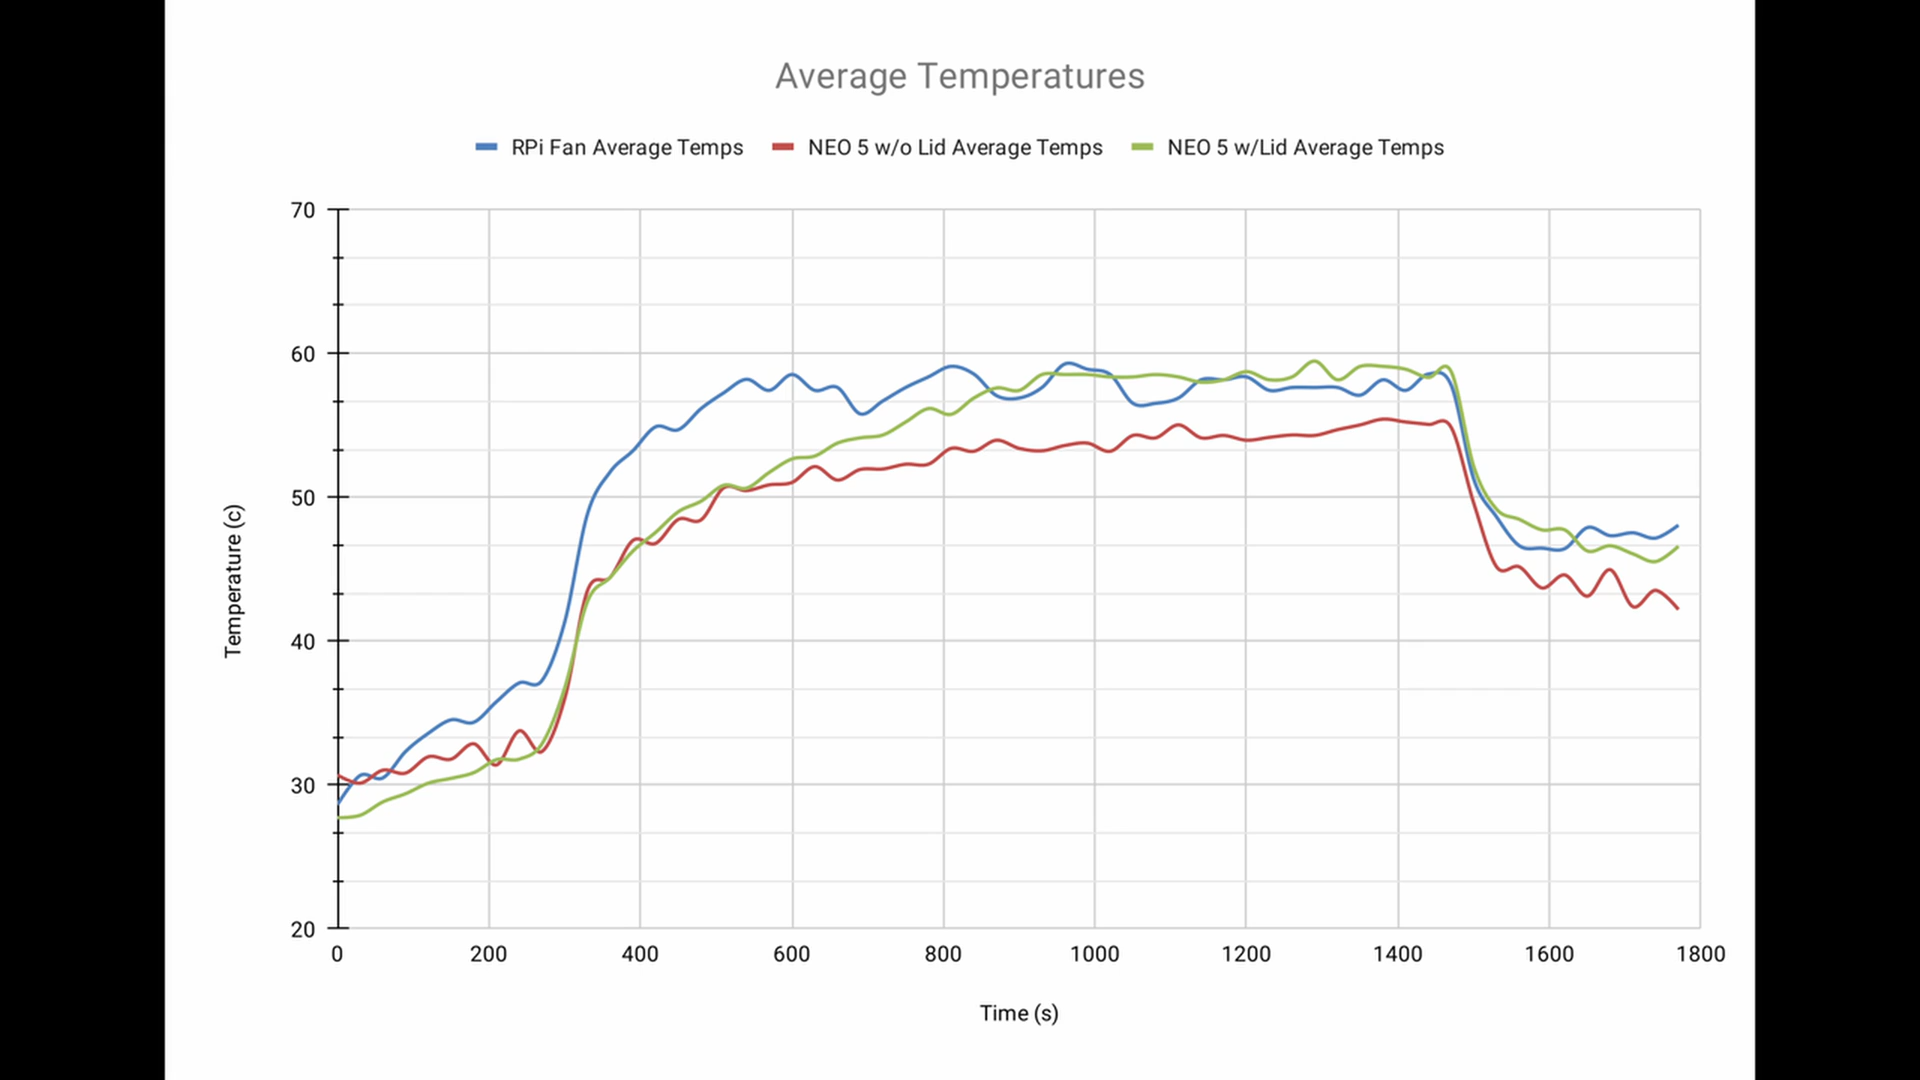 Average Temperatures
RPi Fan Average Temps NEO 5 w/o Lid Average Temps NEO 5 w/Lid Average Temps
70
60
50
40
30
20
Temperature (c)
0 200 400 600 800 1000 1200 1400 1600 1800
Time (s)